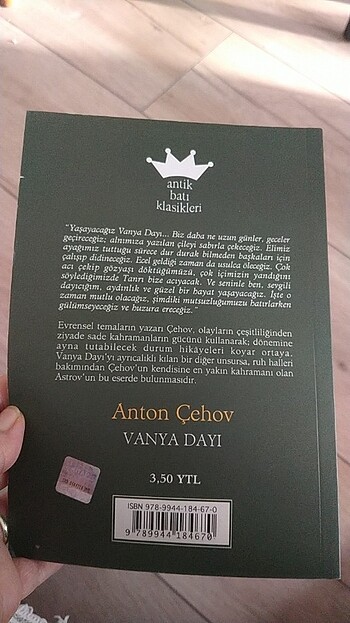 antik
batı
klasikleri
"Yaşayacağız Vanya Dayı... Biz daha ne uzun günler, geceler
geçireceğiz; alnımıza yazılan çileyi sabırla çekeceğiz. Elimiz
ayağımız tuttuğu sürece dur durak bilmeden başkaları için
çalışıp didineceğiz. Ecel geldiği zaman da usulca öleceğiz. Çok
acı çekip gözyaşı döktüğümüzü, çok içimizin yandığını
söylediğimizde Tanrı bize acıyacak. Ve seninle ben, sevgili
dayıcığım, aydınlık ve güzel bir hayat yaşayacağız. İşte o
zaman mutlu olacağız, şimdiki mutsuzluğumuzu hatırlarken
gülümseyeceğiz ve huzura ereceğiz."
Evrensel temaların yazarı Çehov, olayların çeşitliliğinden
ziyade sade kahramanların gücünü kullanarak; dönemine
ayna tutabilecek durum hikâyeleri koyar ortaya.
Vanya Dayı'yı ayrıcalıklı kılan bir diğer unsursa, ruh halleri
bakımından Çehov'un kendisine en yakın kahramanı olan
Astrov'un bu eserde bulunmasıdır.
Anton Çehov
VANYA DAYI
3,50 YTL
ISBN 978-9944-184-67-0
9 789944 184670